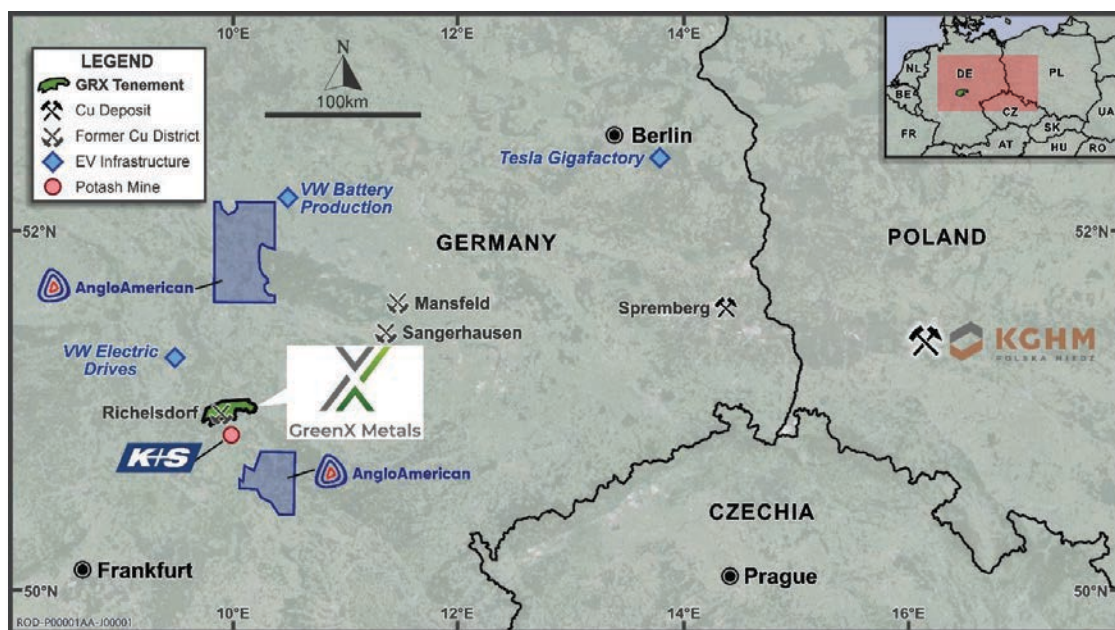 10°E
12°E
14°E
LEGEND
GRX Tenement
Cu Deposit
Former Cu District
EV Infrastructure
Potash Mine
N
100km
NL
DE
PL
BE
CZ
UA
FR
SK
AT
HU
RO
Berlin
Tesla Gigafactory
VW Battery
Production
52°N
GERMANY
POLAND
52°N
AngloAmerican
Mansfeld
Spremberg
Sangerhausen
KGHM
POLSKA MIEDŹ
VW Electric
Drives
Richelsdorf
GreenX Metals
K+S
AngloAmerican
CZECHIA
Frankfurt
Prague
50°N
50°N
ROD-P00001AA-J00001
10°E
12°E
14°E
16°E